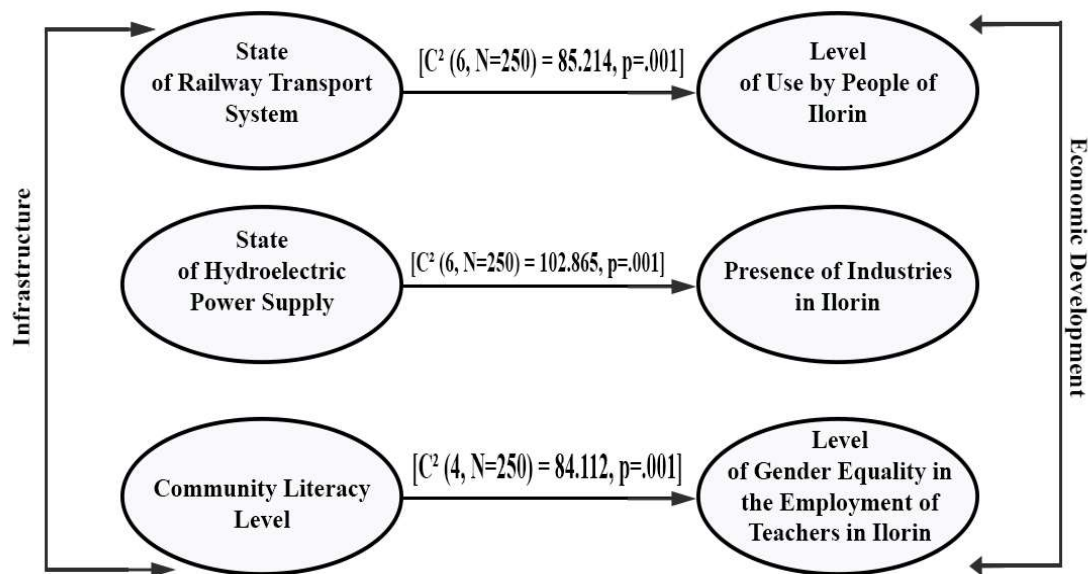 State
of Railway Transport
System
[C² (6, N=250) = 85.214, p=.001]
Level
of Use by People of
Ilorin
Infrastructure
State
of Hydroelectric
Power Supply
[C² (6, N=250) = 102.865, p=.001]
Presence of Industries
in Ilorin
Economic Development
Community Literacy
Level
[C² (4, N=250) = 84.112, p=.001]
Level
of Gender Equality in
the Employment of
Teachers in Ilorin